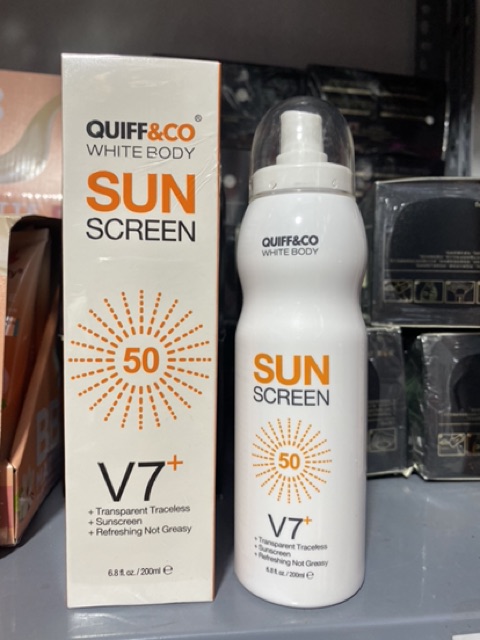 QUIFF&CO®
WHITE BODY
SUN
SCREEN
50
V7+
+ Transparent Traceless
+ Sunscreen
+ Refreshing Not Greasy
6.8 fl. oz. / 200ml ℮
QUIFF&CO
WHITE BODY
SUN
SCREEN
50
V7+
+ Transparent Traceless
+ Sunscreen
+ Refreshing Not Greasy
6.8 fl. oz. / 200ml ℮